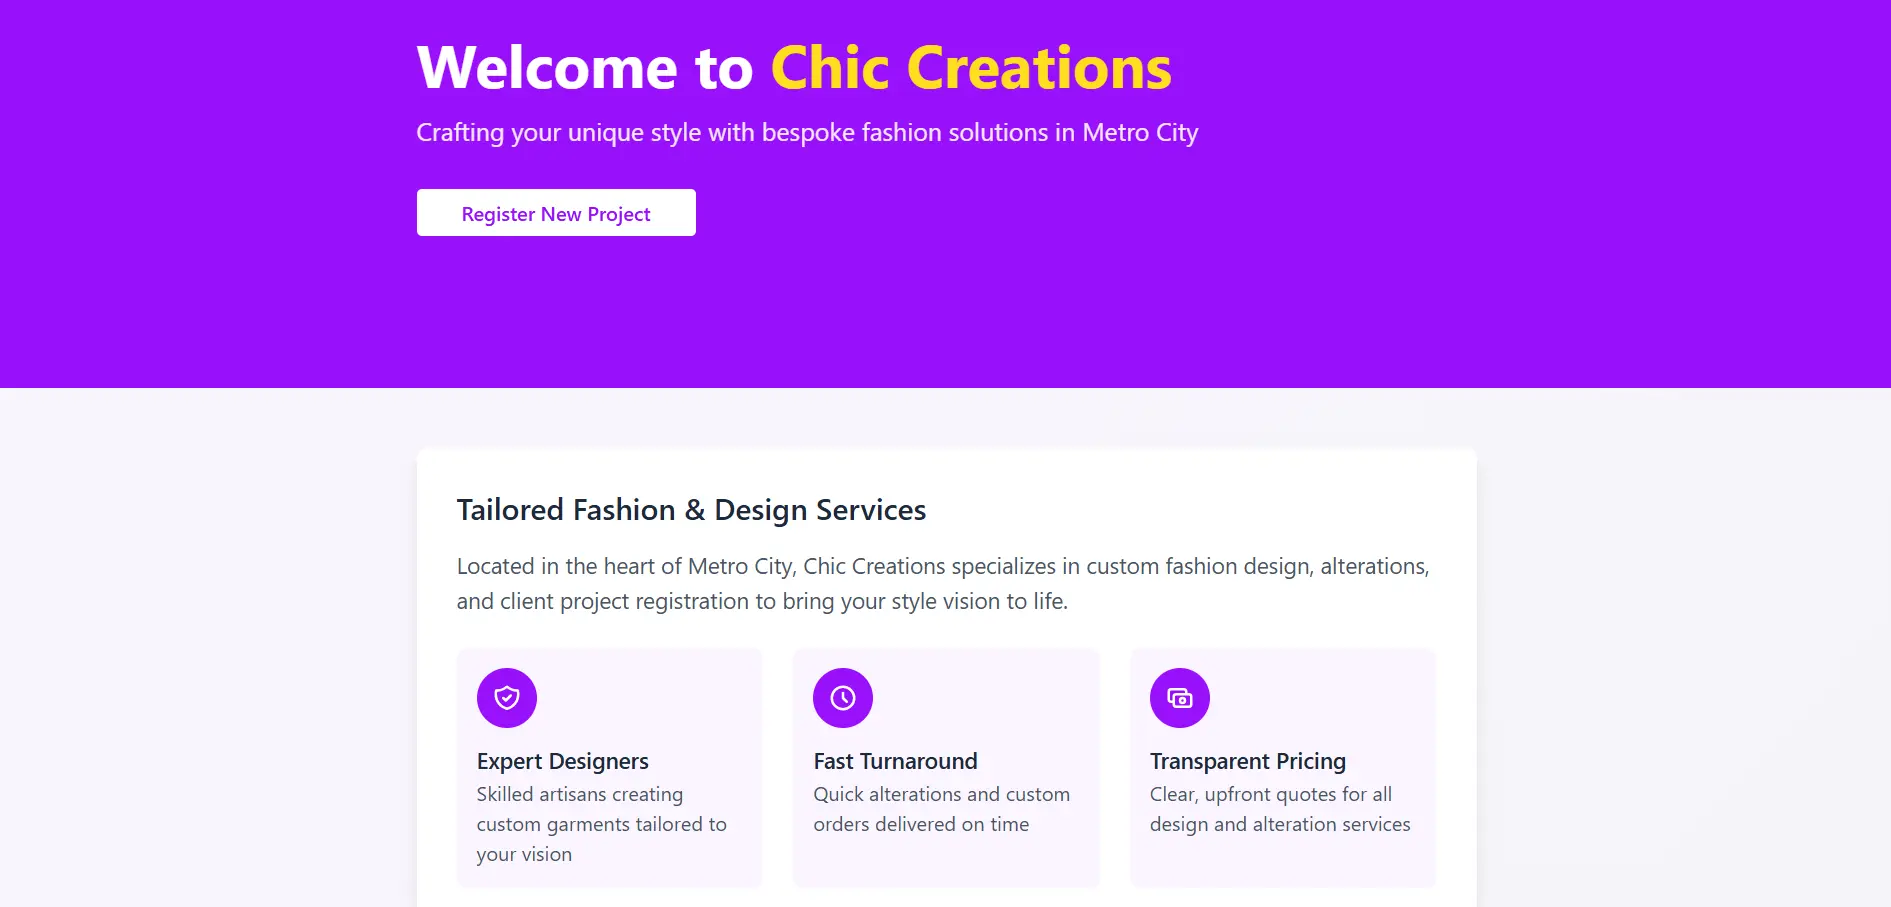 Welcome to Chic Creations
Crafting your unique style with bespoke fashion solutions in Metro City
Register New Project
Tailored Fashion & Design Services
Located in the heart of Metro City, Chic Creations specializes in custom fashion design, alterations,
and client project registration to bring your style vision to life.
Expert Designers
Skilled artisans creating
custom garments tailored to
your vision
Fast Turnaround
Quick alterations and custom
orders delivered on time
Transparent Pricing
Clear, upfront quotes for all
design and alteration services